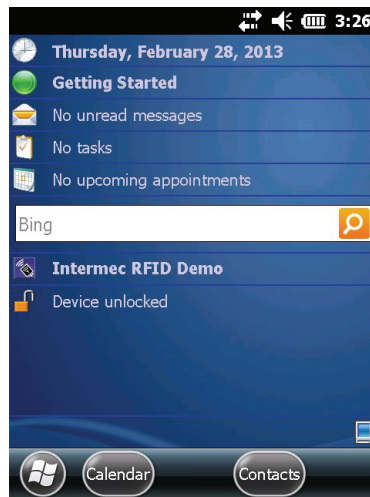 3:26
Thursday, February 28, 2013
Getting Started
No unread messages
No tasks
No upcoming appointments
Bing
Intermec RFID Demo
Device unlocked
Calendar
Contacts